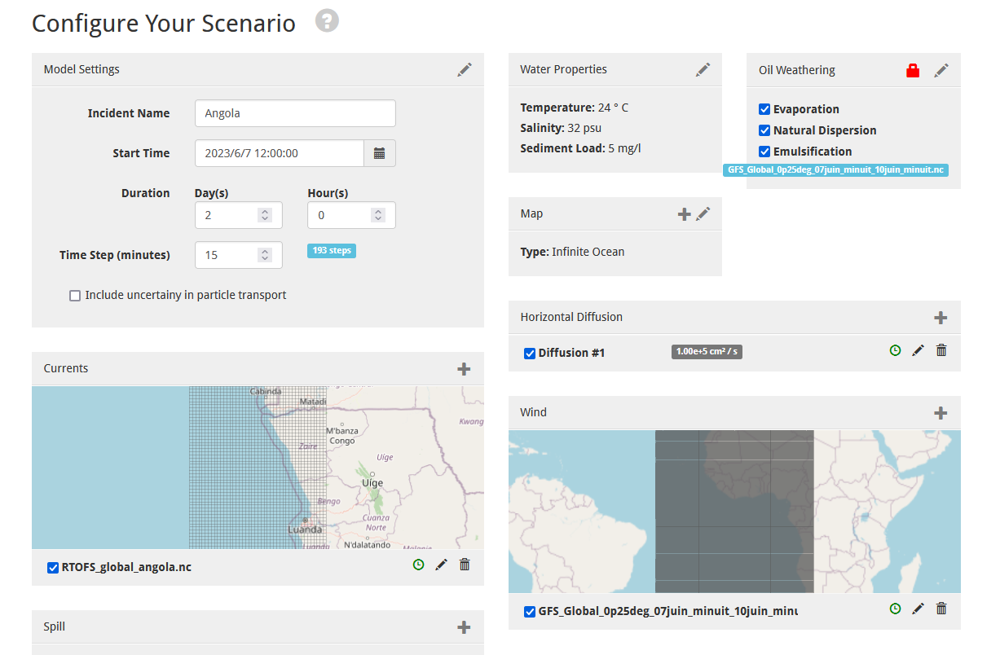 Configure Your Scenario ?
Model Settings
Incident Name
Angola
Start Time
2023/6/7 12:00:00
Duration
Day(s)
Hour(s)
2
0
Time Step (minutes)
15
193 steps
Include uncertainy in particle transport
Currents
Cabinda
Matadi
Kwang
M'banza
Congo
Zaire
Uíge
Uíge
Bengo
Cuanza
Norte
Luanda
Luanda
N'dalatando
Malanje
RTOFS_global_angola.nc
Spill
Water Properties
Temperature: 24 ° C
Salinity: 32 psu
Sediment Load: 5 mg/l
Oil Weathering
Evaporation
Natural Dispersion
Emulsification
GFS_Global_0p25deg_07juin_minuit_10juin_minuit.nc
Map
Type: Infinite Ocean
Horizontal Diffusion
Diffusion #1
1.00e+5 cm² / s
Wind
GFS_Global_0p25deg_07juin_minuit_10juin_minu